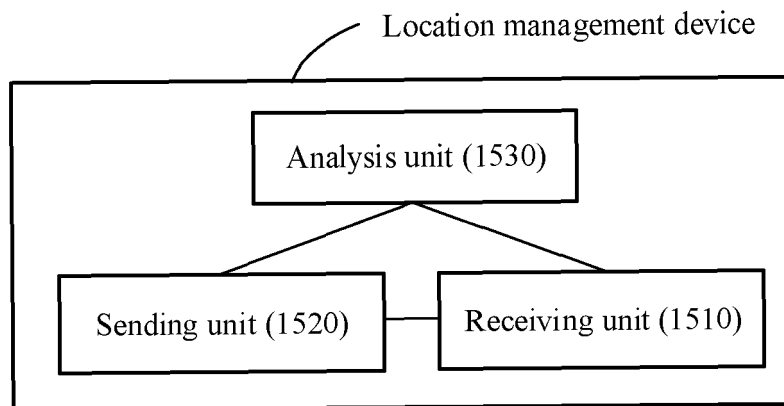 Location management device
Analysis unit (1530)
Sending unit (1520)
Receiving unit (1510)